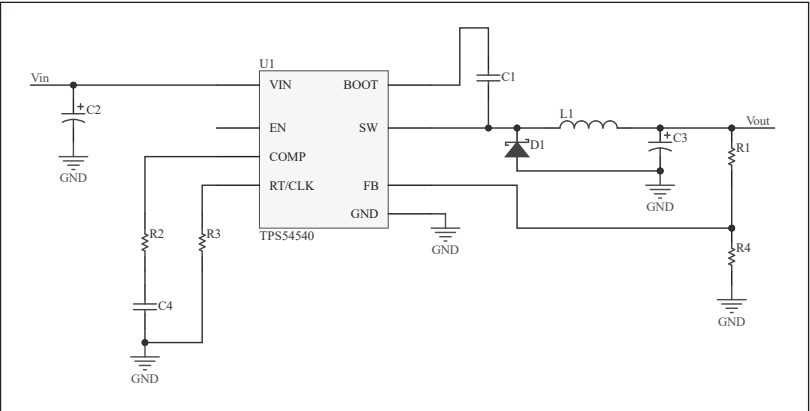 U1
Vin
VIN
BOOT
C1
C2
EN
SW
L1
Vout
COMP
D1
C3
R1
RT/CLK
FB
GND
GND
GND
R2
R3
TPS54540
GND
R4
C4
GND
GND